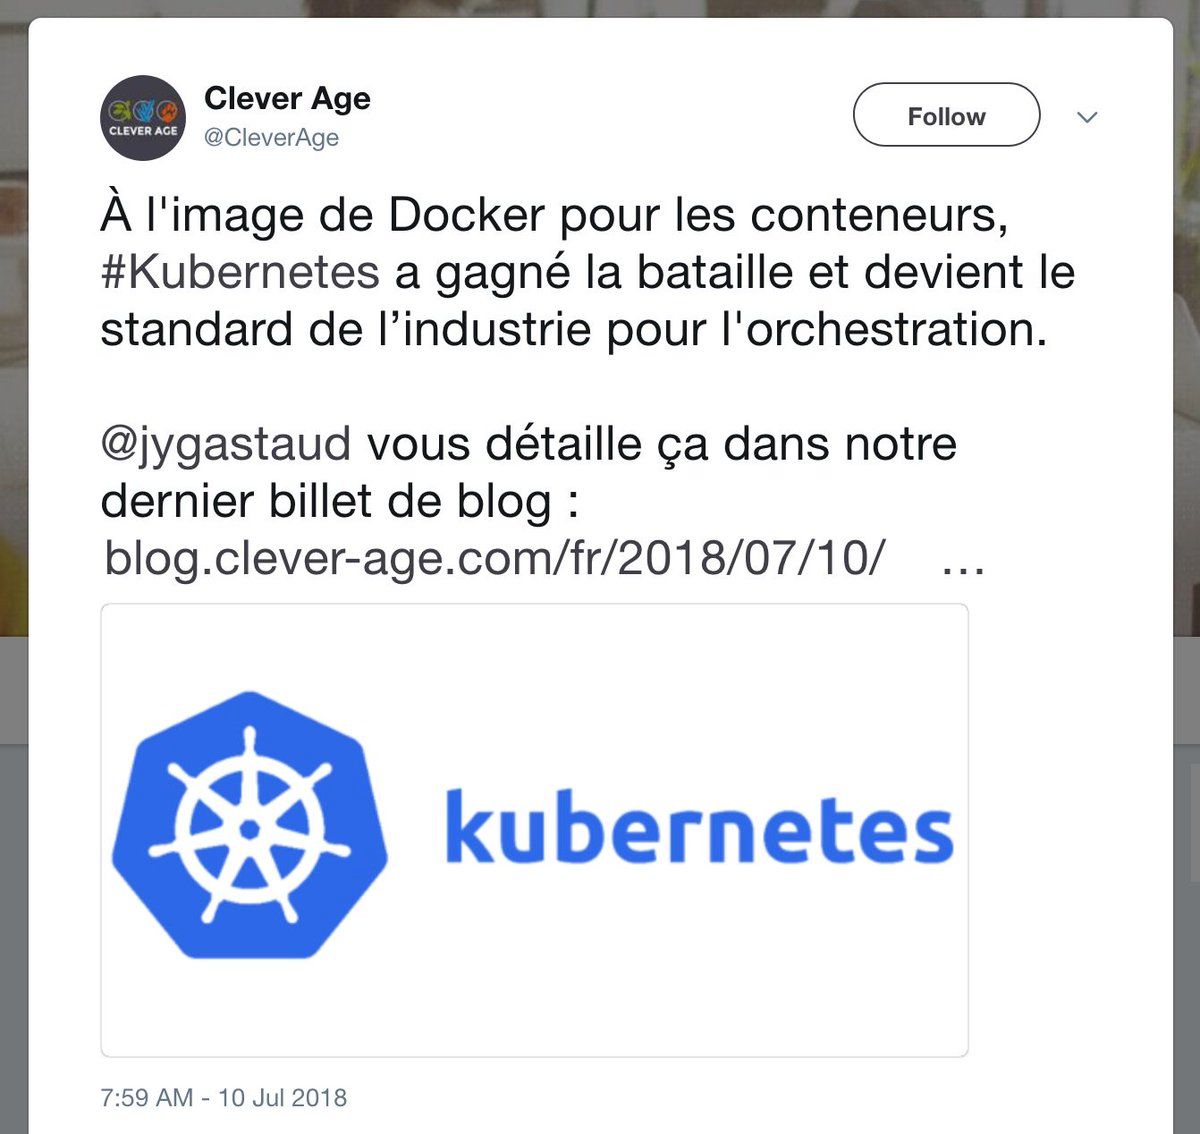 CLEVER AGE
Clever Age
@CleverAge
Follow
À l'image de Docker pour les conteneurs,
#Kubernetes a gagné la bataille et devient le
standard de l’industrie pour l'orchestration.
@jygastaud vous détaille ça dans notre
dernier billet de blog :
blog.clever-age.com/fr/2018/07/10/ …
kubernetes
7:59 AM - 10 Jul 2018